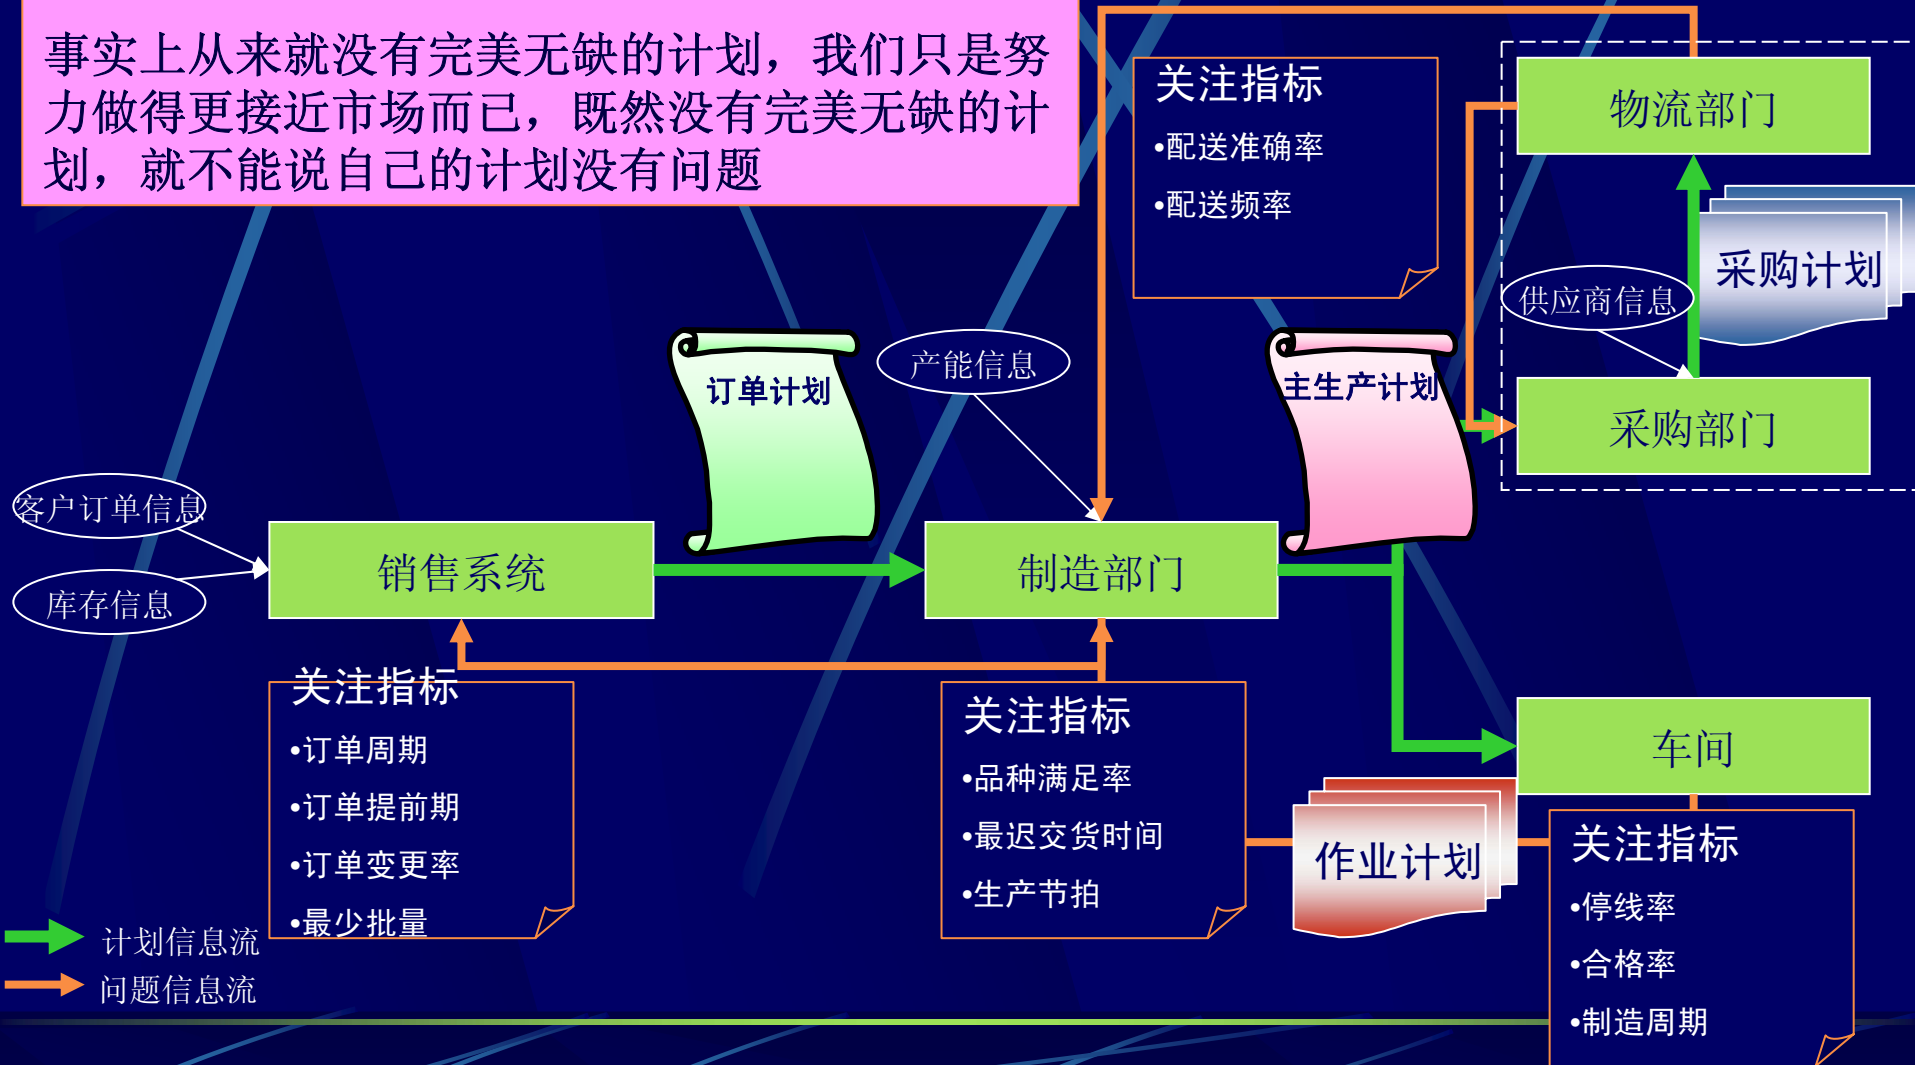 事实上从来就没有完美无缺的计划，我们只是努
力做得更接近市场而已，既然没有完美无缺的计
划，就不能说自己的计划没有问题
关注指标
•配送准确率
•配送频率
物流部门
采购计划
供应商信息
采购部门
订单计划
产能信息
主生产计划
客户订单信息
库存信息
销售系统
制造部门
车间
关注指标
•订单周期
•订单提前期
•订单变更率
•最少批量
关注指标
•品种满足率
•最迟交货时间
•生产节拍
作业计划
关注指标
•停线率
•合格率
•制造周期
计划信息流
问题信息流